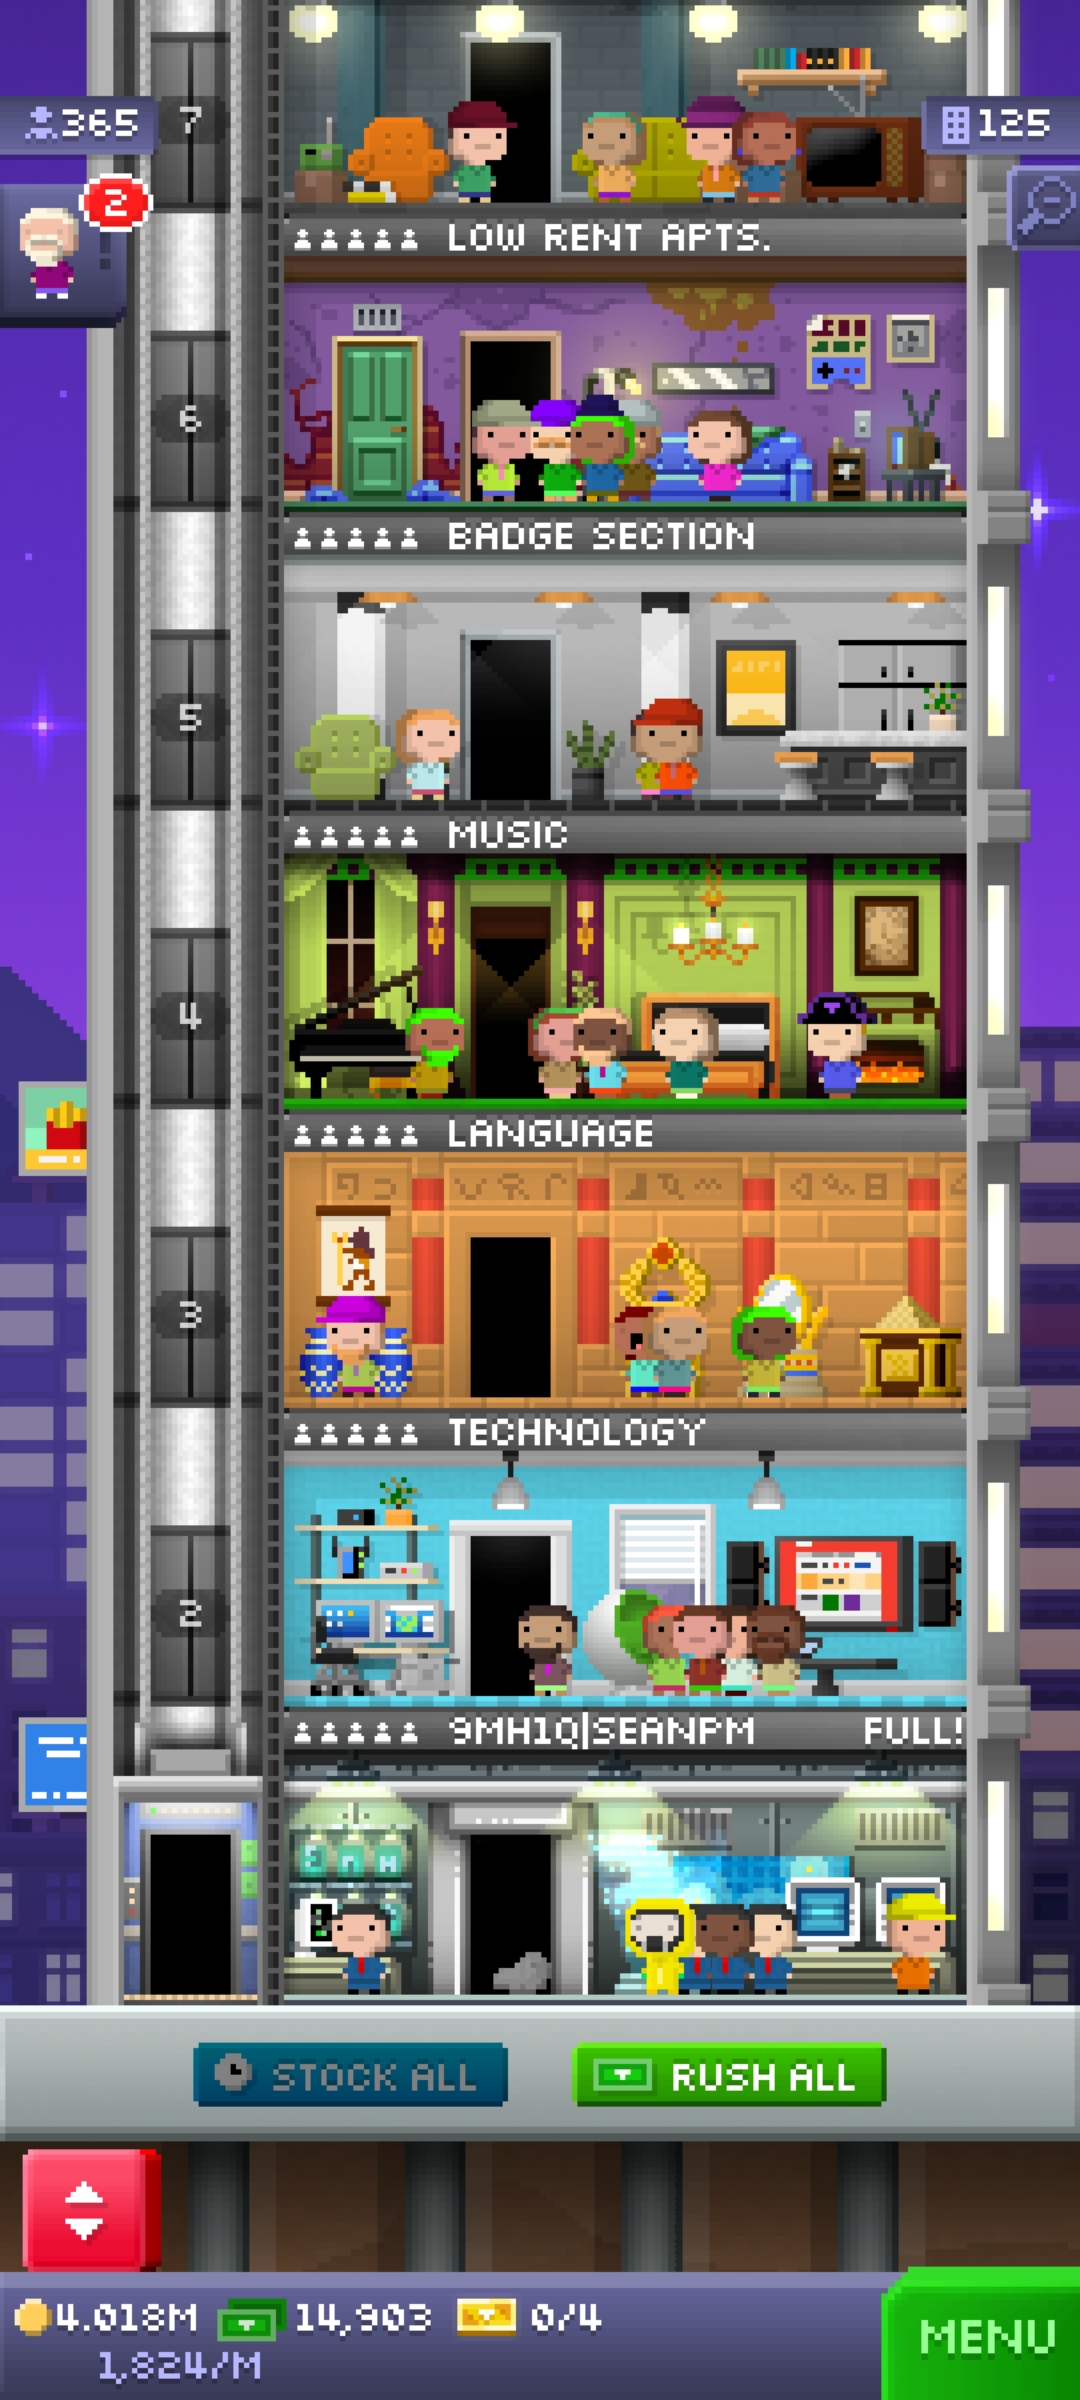 365
7
125
2
LOW RENT APTS.
6
BADGE SECTION
5
MUSIC
4
LANGUAGE
3
TECHNOLOGY
2
9MH1Q|SEANPM FULL!
STOCK ALL
RUSH ALL
4.018M 14,903 0/4
1,824/M
MENU